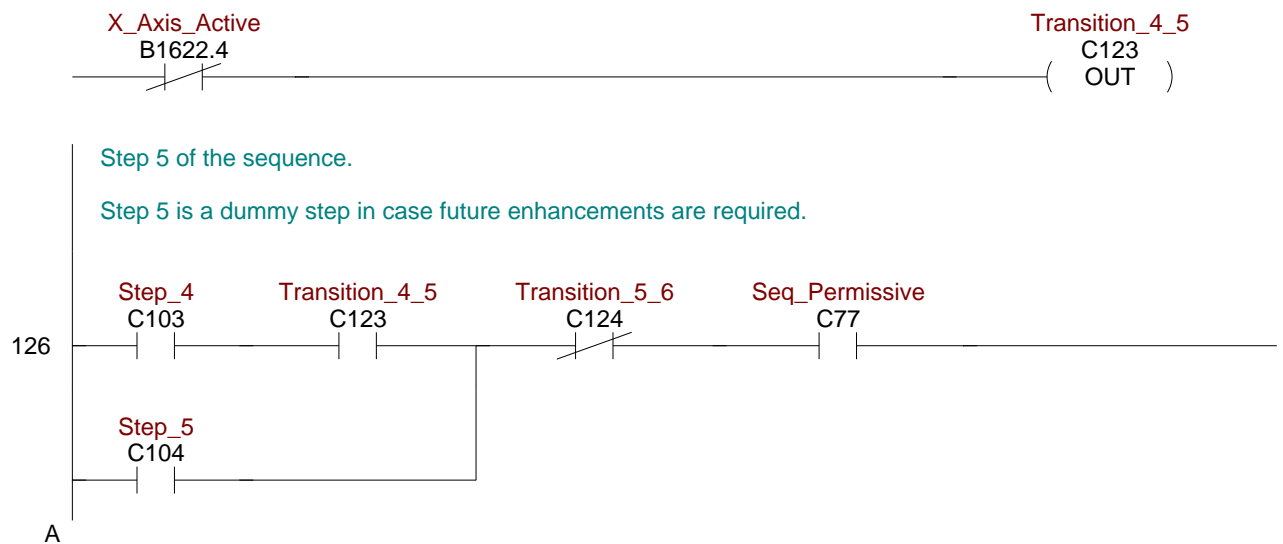 X_Axis_Active Transition_4_5
B1622.4 C123
OUT
Step 5 of the sequence.
Step 5 is a dummy step in case future enhancements are required.
Step_4 Transition_4_5 Transition_5_6 Seq_Permissive
C103 C123 C124 C77
126
Step_5
C104
A